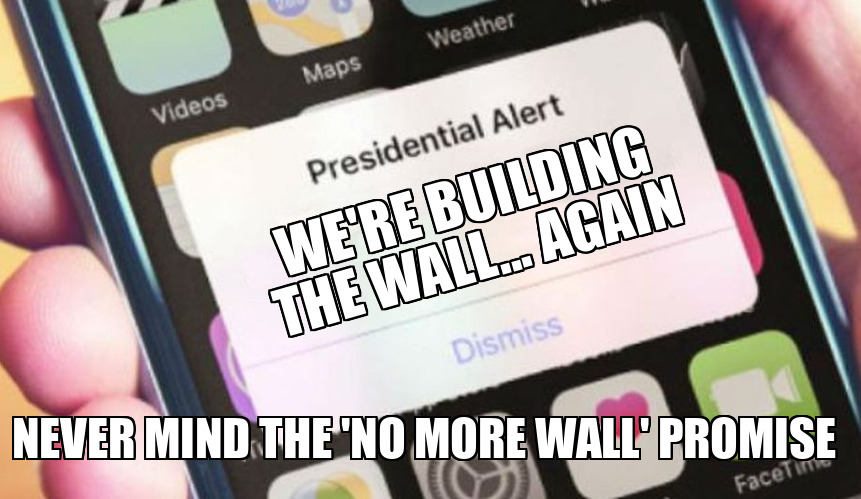 Videos
Maps
Weather
Presidential Alert
WE'RE BUILDING
THE WALL... AGAIN
Dismiss
NEVER MIND THE 'NO MORE WALL' PROMISE
FaceTime